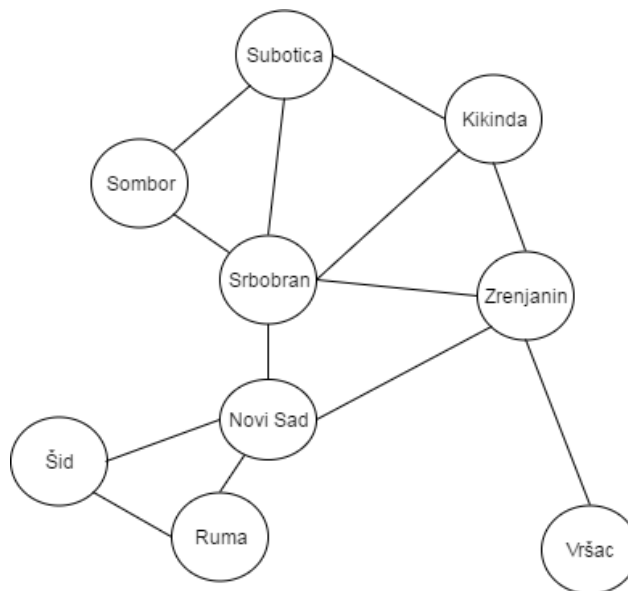 Subotica
Kikinda
Sombor
Srbobran
Zrenjanin
Novi Sad
Šid
Ruma
Vršac